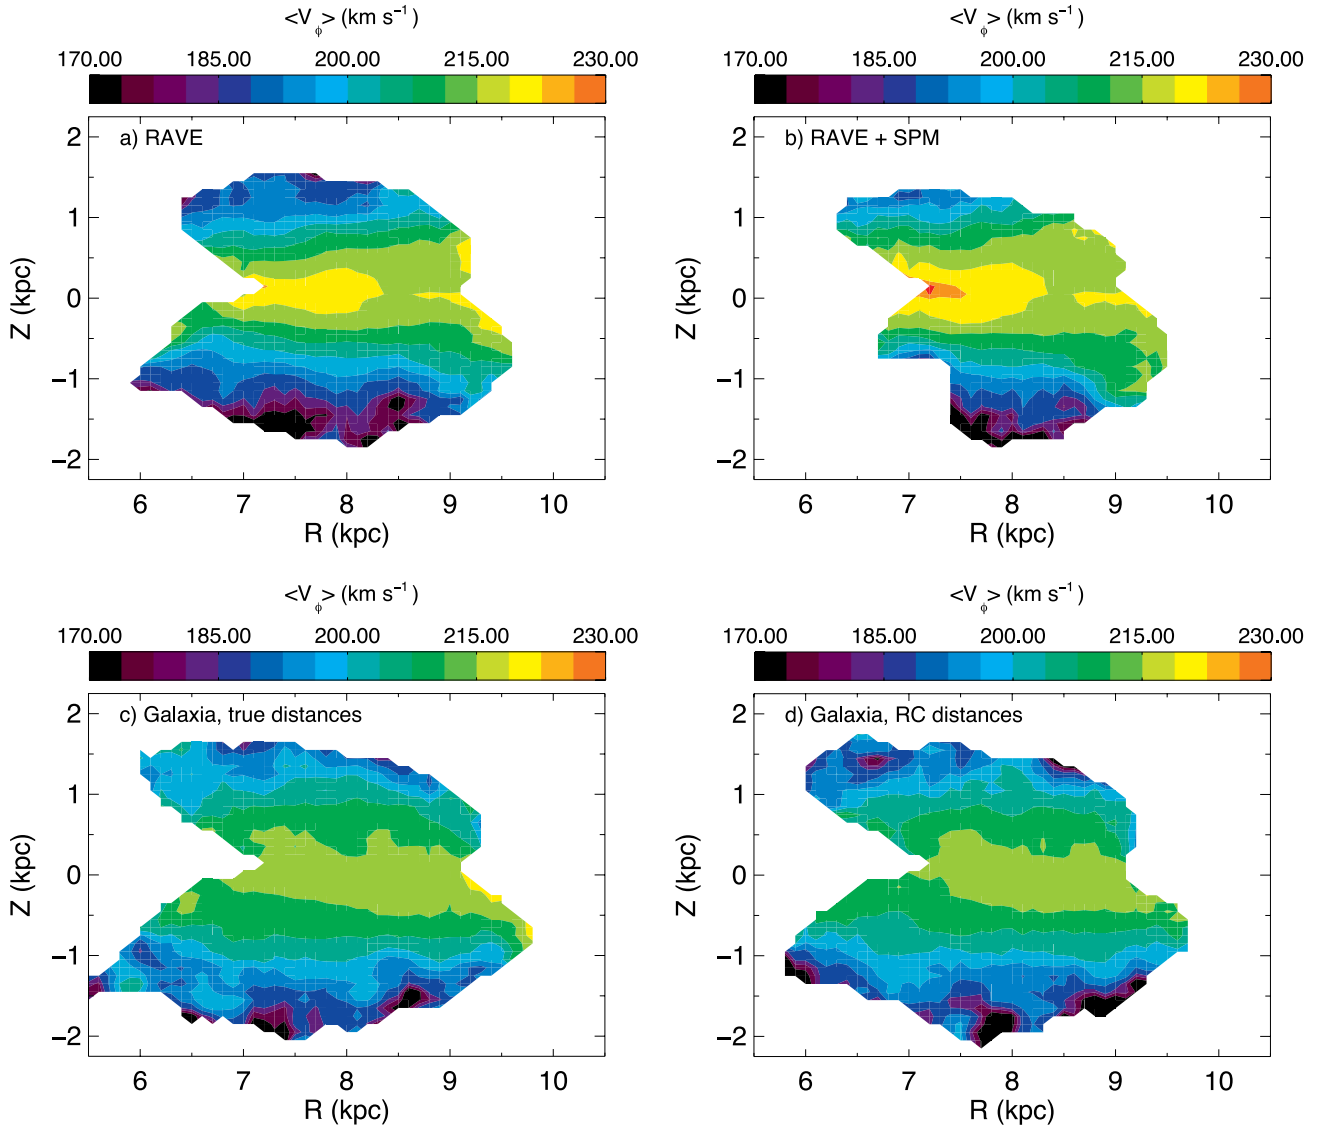 <V_ϕ> (km s⁻¹)
170.00 185.00 200.00 215.00 230.00
<V_ϕ> (km s⁻¹)
170.00 185.00 200.00 215.00 230.00
a) RAVE
2
1
0
−1
−2
Z (kpc)
6 7 8 9 10
R (kpc)
b) RAVE + SPM
2
1
0
−1
−2
Z (kpc)
6 7 8 9 10
R (kpc)
<V_ϕ> (km s⁻¹)
170.00 185.00 200.00 215.00 230.00
<V_ϕ> (km s⁻¹)
170.00 185.00 200.00 215.00 230.00
c) Galaxia, true distances
2
1
0
−1
−2
Z (kpc)
6 7 8 9 10
R (kpc)
d) Galaxia, RC distances
2
1
0
−1
−2
Z (kpc)
6 7 8 9 10
R (kpc)